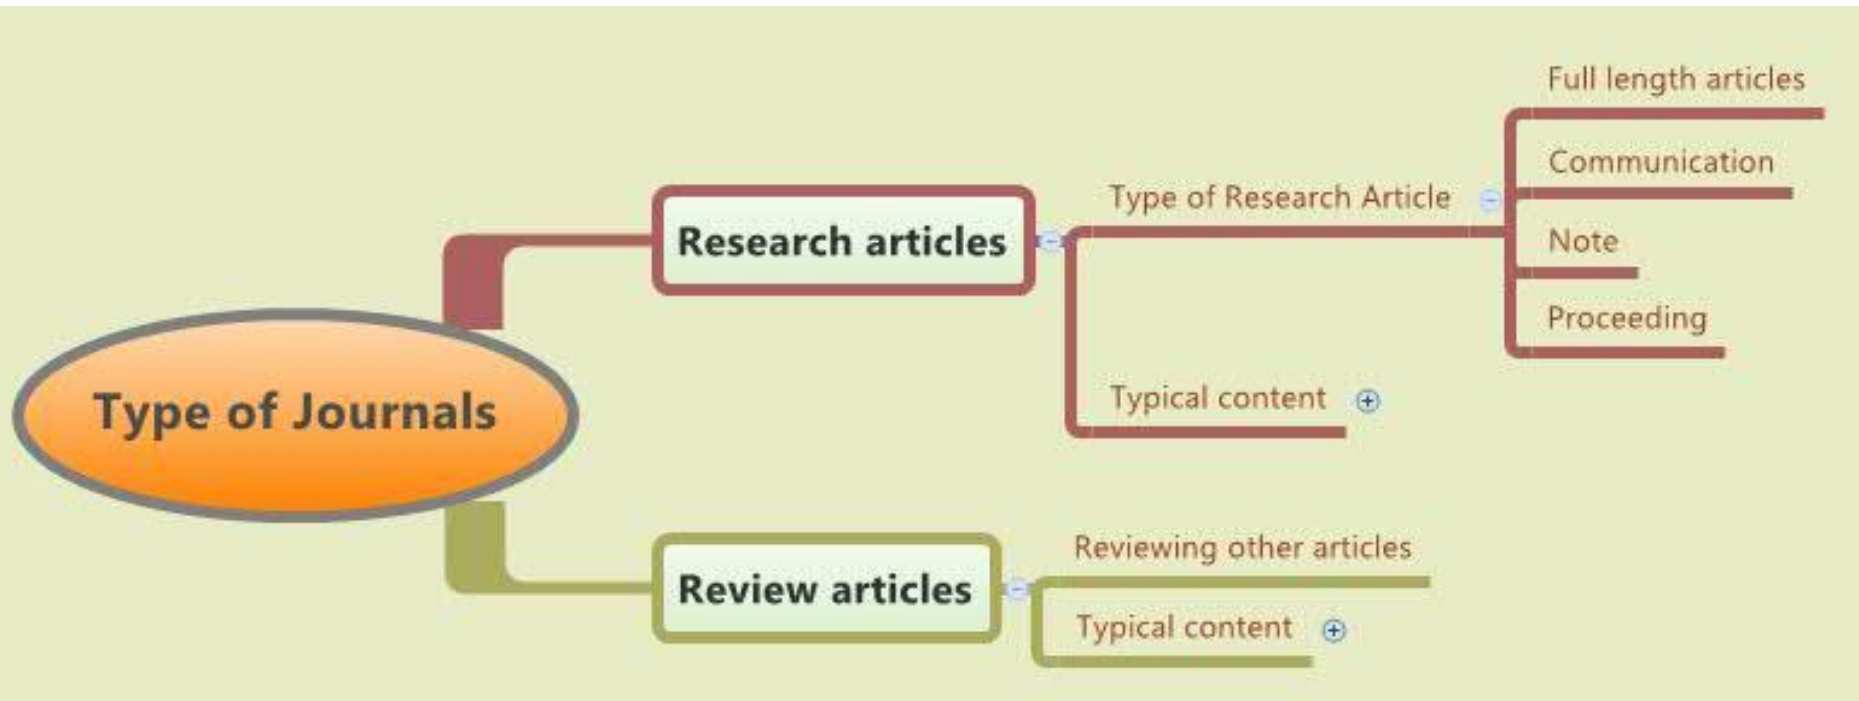 Type of Journals
Research articles
Type of Research Article
Full length articles
Communication
Note
Proceeding
Typical content
Review articles
Reviewing other articles
Typical content